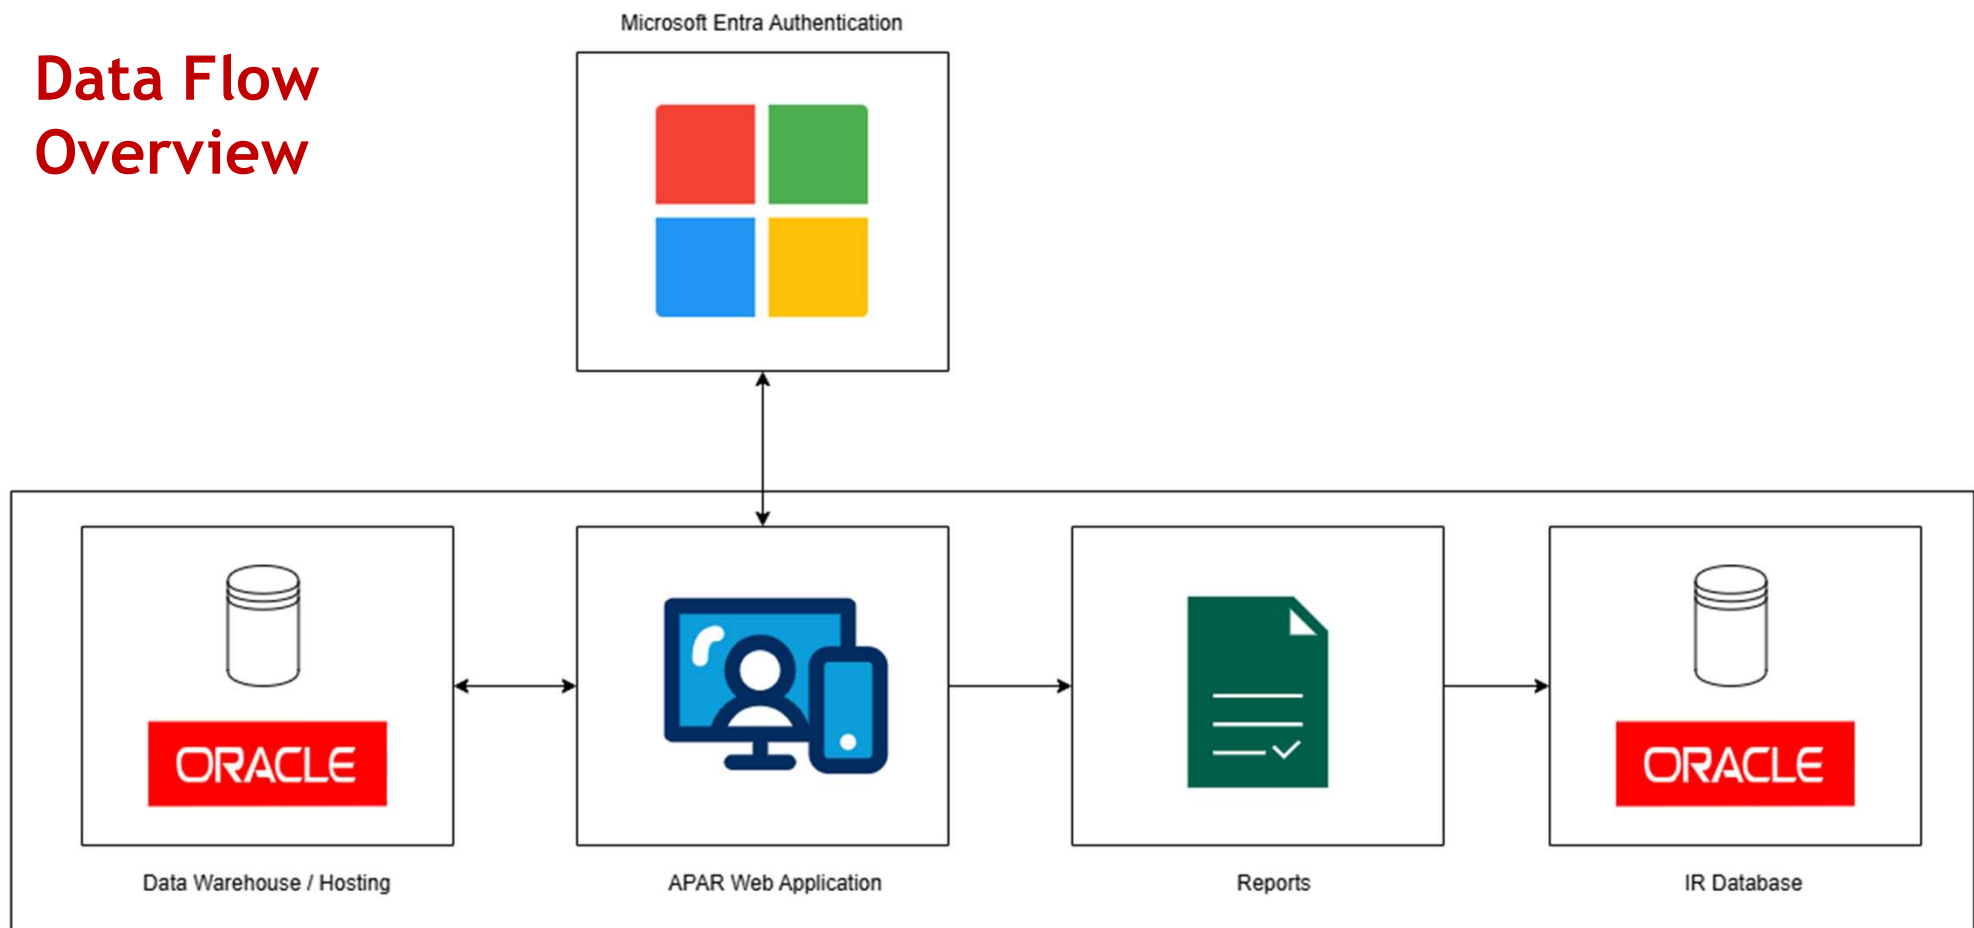 Microsoft Entra Authentication
Data Flow
Overview
ORACLE
ORACLE
Data Warehouse / Hosting
APAR Web Application
Reports
IR Database